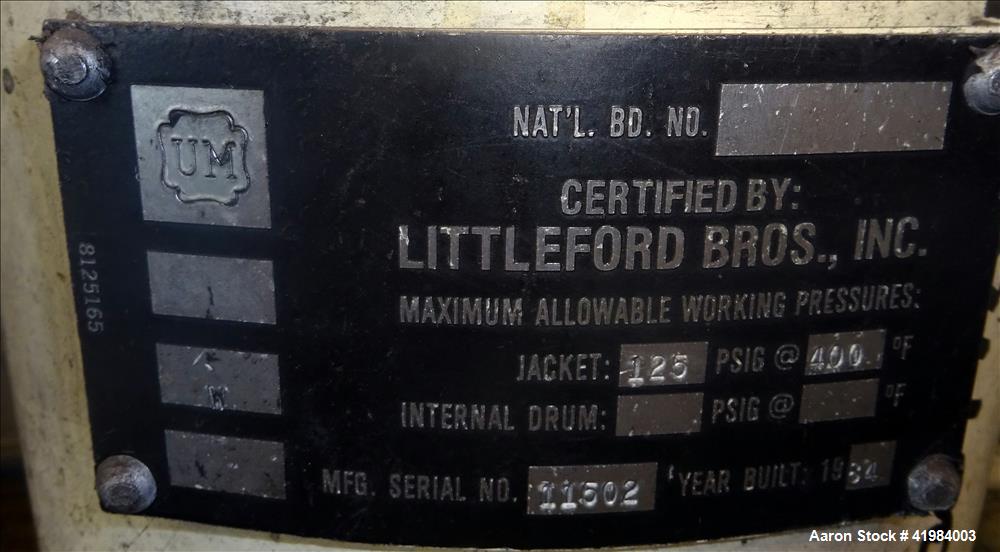 UM
NAT'L. BD. NO.
CERTIFIED BY:
LITTLEFORD BROS., INC.
MAXIMUM ALLOWABLE WORKING PRESSURES:
JACKET: 125 PSIG @ 400 °F
INTERNAL DRUM: PSIG @ °F
MFG. SERIAL NO. 11502 YEAR BUILT: 1984
8125165
W
Aaron Stock # 41984003